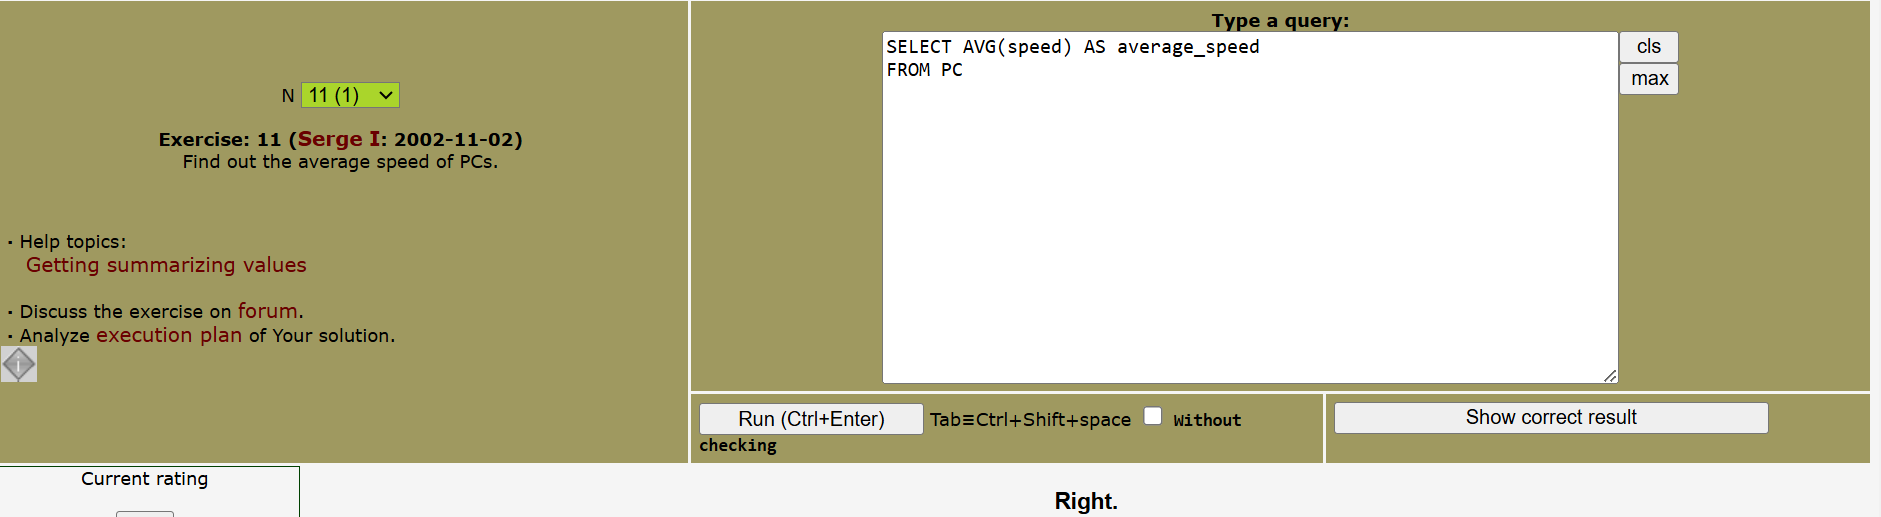 N 11 (1)
Exercise: 11 (Serge I: 2002-11-02)
Find out the average speed of PCs.
· Help topics:
Getting summarizing values
· Discuss the exercise on forum.
· Analyze execution plan of Your solution.
i
Type a query:
SELECT AVG(speed) AS average_speed
FROM PC
cls
max
Run (Ctrl+Enter) Tab≡Ctrl+Shift+space Without
checking
Show correct result
Current rating
Right.